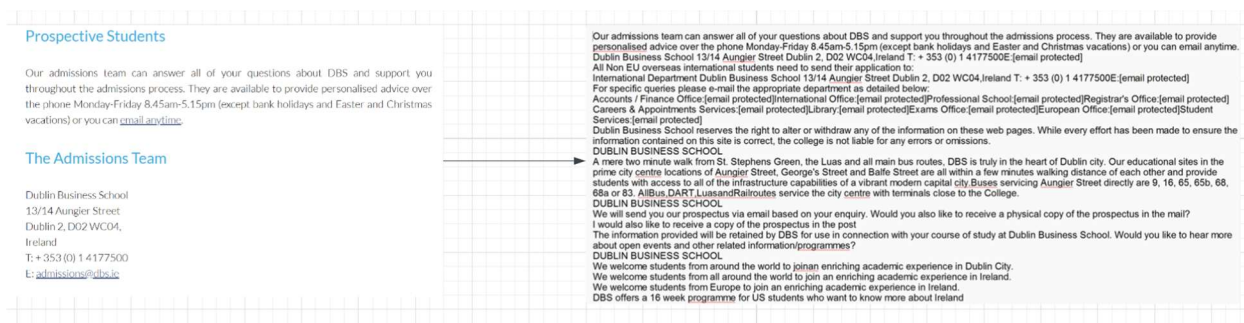 Prospective Students
Our admissions team can answer all of your questions about DBS and support you
throughout the admissions process. They are available to provide personalised advice over
the phone Monday-Friday 8.45am-5.15pm (except bank holidays and Easter and Christmas
vacations) or you can email anytime.
The Admissions Team
Dublin Business School
13/14 Aungier Street
Dublin 2, D02 WC04,
Ireland
T: + 353 (0) 1 4177500
E: admissions@dbs.ie
Our admissions team can answer all of your questions about DBS and support you throughout the admissions process. They are available to provide
personalised advice over the phone Monday-Friday 8.45am-5.15pm (except bank holidays and Easter and Christmas vacations) or you can email anytime.
Dublin Business School 13/14 Aungier Street Dublin 2, D02 WC04,Ireland T: + 353 (0) 1 4177500E:[email protected]
All Non EU overseas international students need to send their application to:
International Department Dublin Business School 13/14 Aungier Street Dublin 2, D02 WC04,Ireland T: + 353 (0) 1 4177500E:[email protected]
For specific queries please e-mail the appropriate department as detailed below:
Accounts / Finance Office:[email protected]International Office:[email protected]Professional School:[email protected]Registrar's Office:[email protected]
Careers & Appointments Services:[email protected]Library:[email protected]Exams Office:[email protected]European Office:[email protected]Student
Services:[email protected]
Dublin Business School reserves the right to alter or withdraw any of the information on these web pages. While every effort has been made to ensure the
information contained on this site is correct, the college is not liable for any errors or omissions.
DUBLIN BUSINESS SCHOOL
A mere two minute walk from St. Stephens Green, the Luas and all main bus routes, DBS is truly in the heart of Dublin city. Our educational sites in the
prime city centre locations of Aungier Street, George's Street and Balfe Street are all within a few minutes walking distance of each other and provide
students with access to all of the infrastructure capabilities of a vibrant modern capital city.Buses servicing Aungier Street directly are 9, 16, 65, 65b, 68,
68a or 83. AllBus,DART,LuasandRailroutes service the city centre with terminals close to the College.
DUBLIN BUSINESS SCHOOL
We will send you our prospectus via email based on your enquiry. Would you also like to receive a physical copy of the prospectus in the mail?
I would also like to receive a copy of the prospectus in the post
The information provided will be retained by DBS for use in connection with your course of study at Dublin Business School. Would you like to hear more
about open events and other related information/programmes?
DUBLIN BUSINESS SCHOOL
We welcome students from around the world to joinan enriching academic experience in Dublin City.
We welcome students from all around the world to join an enriching academic experience in Ireland.
We welcome students from Europe to join an enriching academic experience in Ireland.
DBS offers a 16 week programme for US students who want to know more about Ireland